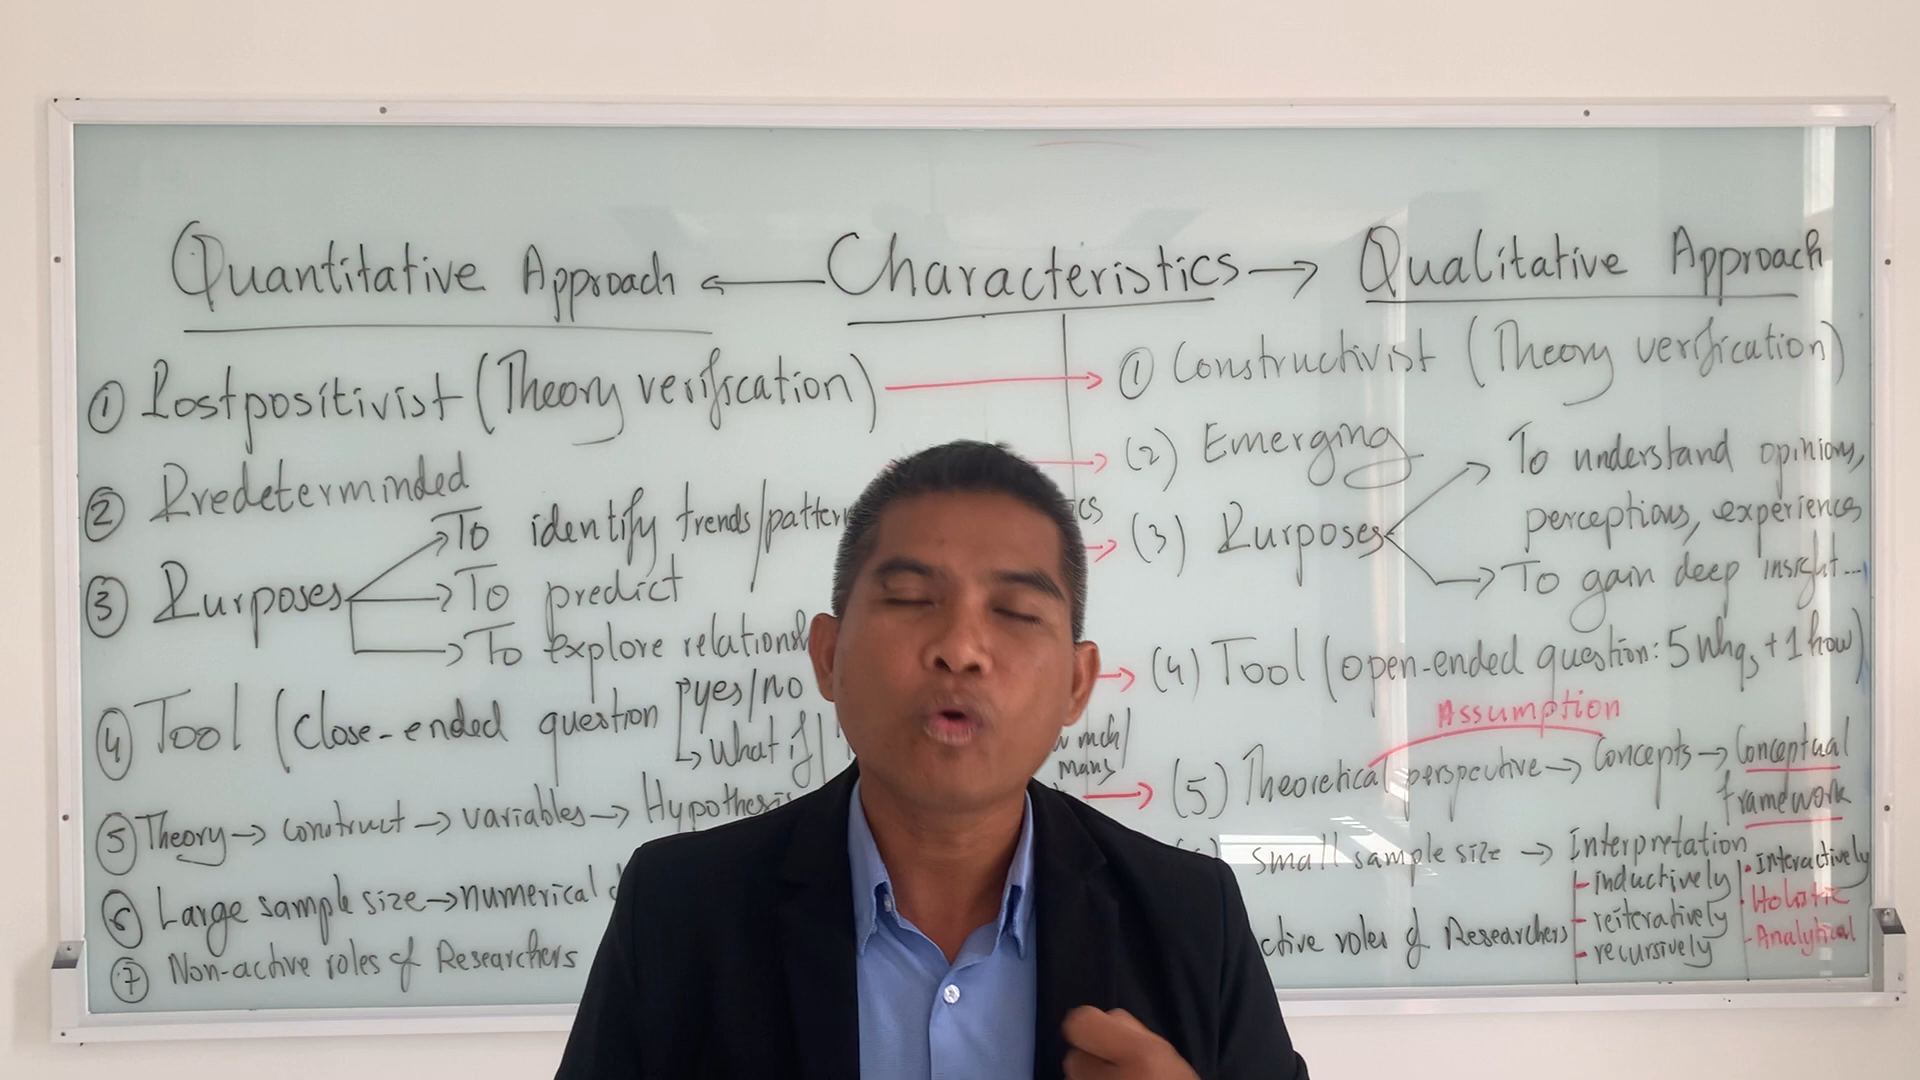 Quantitative Approach ← Characteristics → Qualitative Approach
① Postpositivist (Theory verification)
② Predeterminded
③ Purposes
To identify trends/pattern
To predict
To explore relationsh
④ Tool (Close-ended question
yes/no
What if/
⑤ Theory → construct → variables → Hypothesis
⑥ Large sample size → numerical d
⑦ Non-active roles of Researchers
① Constructivist (Theory verification)
(2) Emerging
(3) Purposes
To understand opinions,
perceptions, experiences
To gain deep insight...
(4) Tool (open-ended question: 5 whqs + 1 how)
Assumption
(5) Theoretical perspective → Concepts → Conceptual
framework
small sample size → Interpretation
- inductively
- reiteratively
- recursively
• Interactively
• Holistic
- Analytical
ctive roles of Researchers